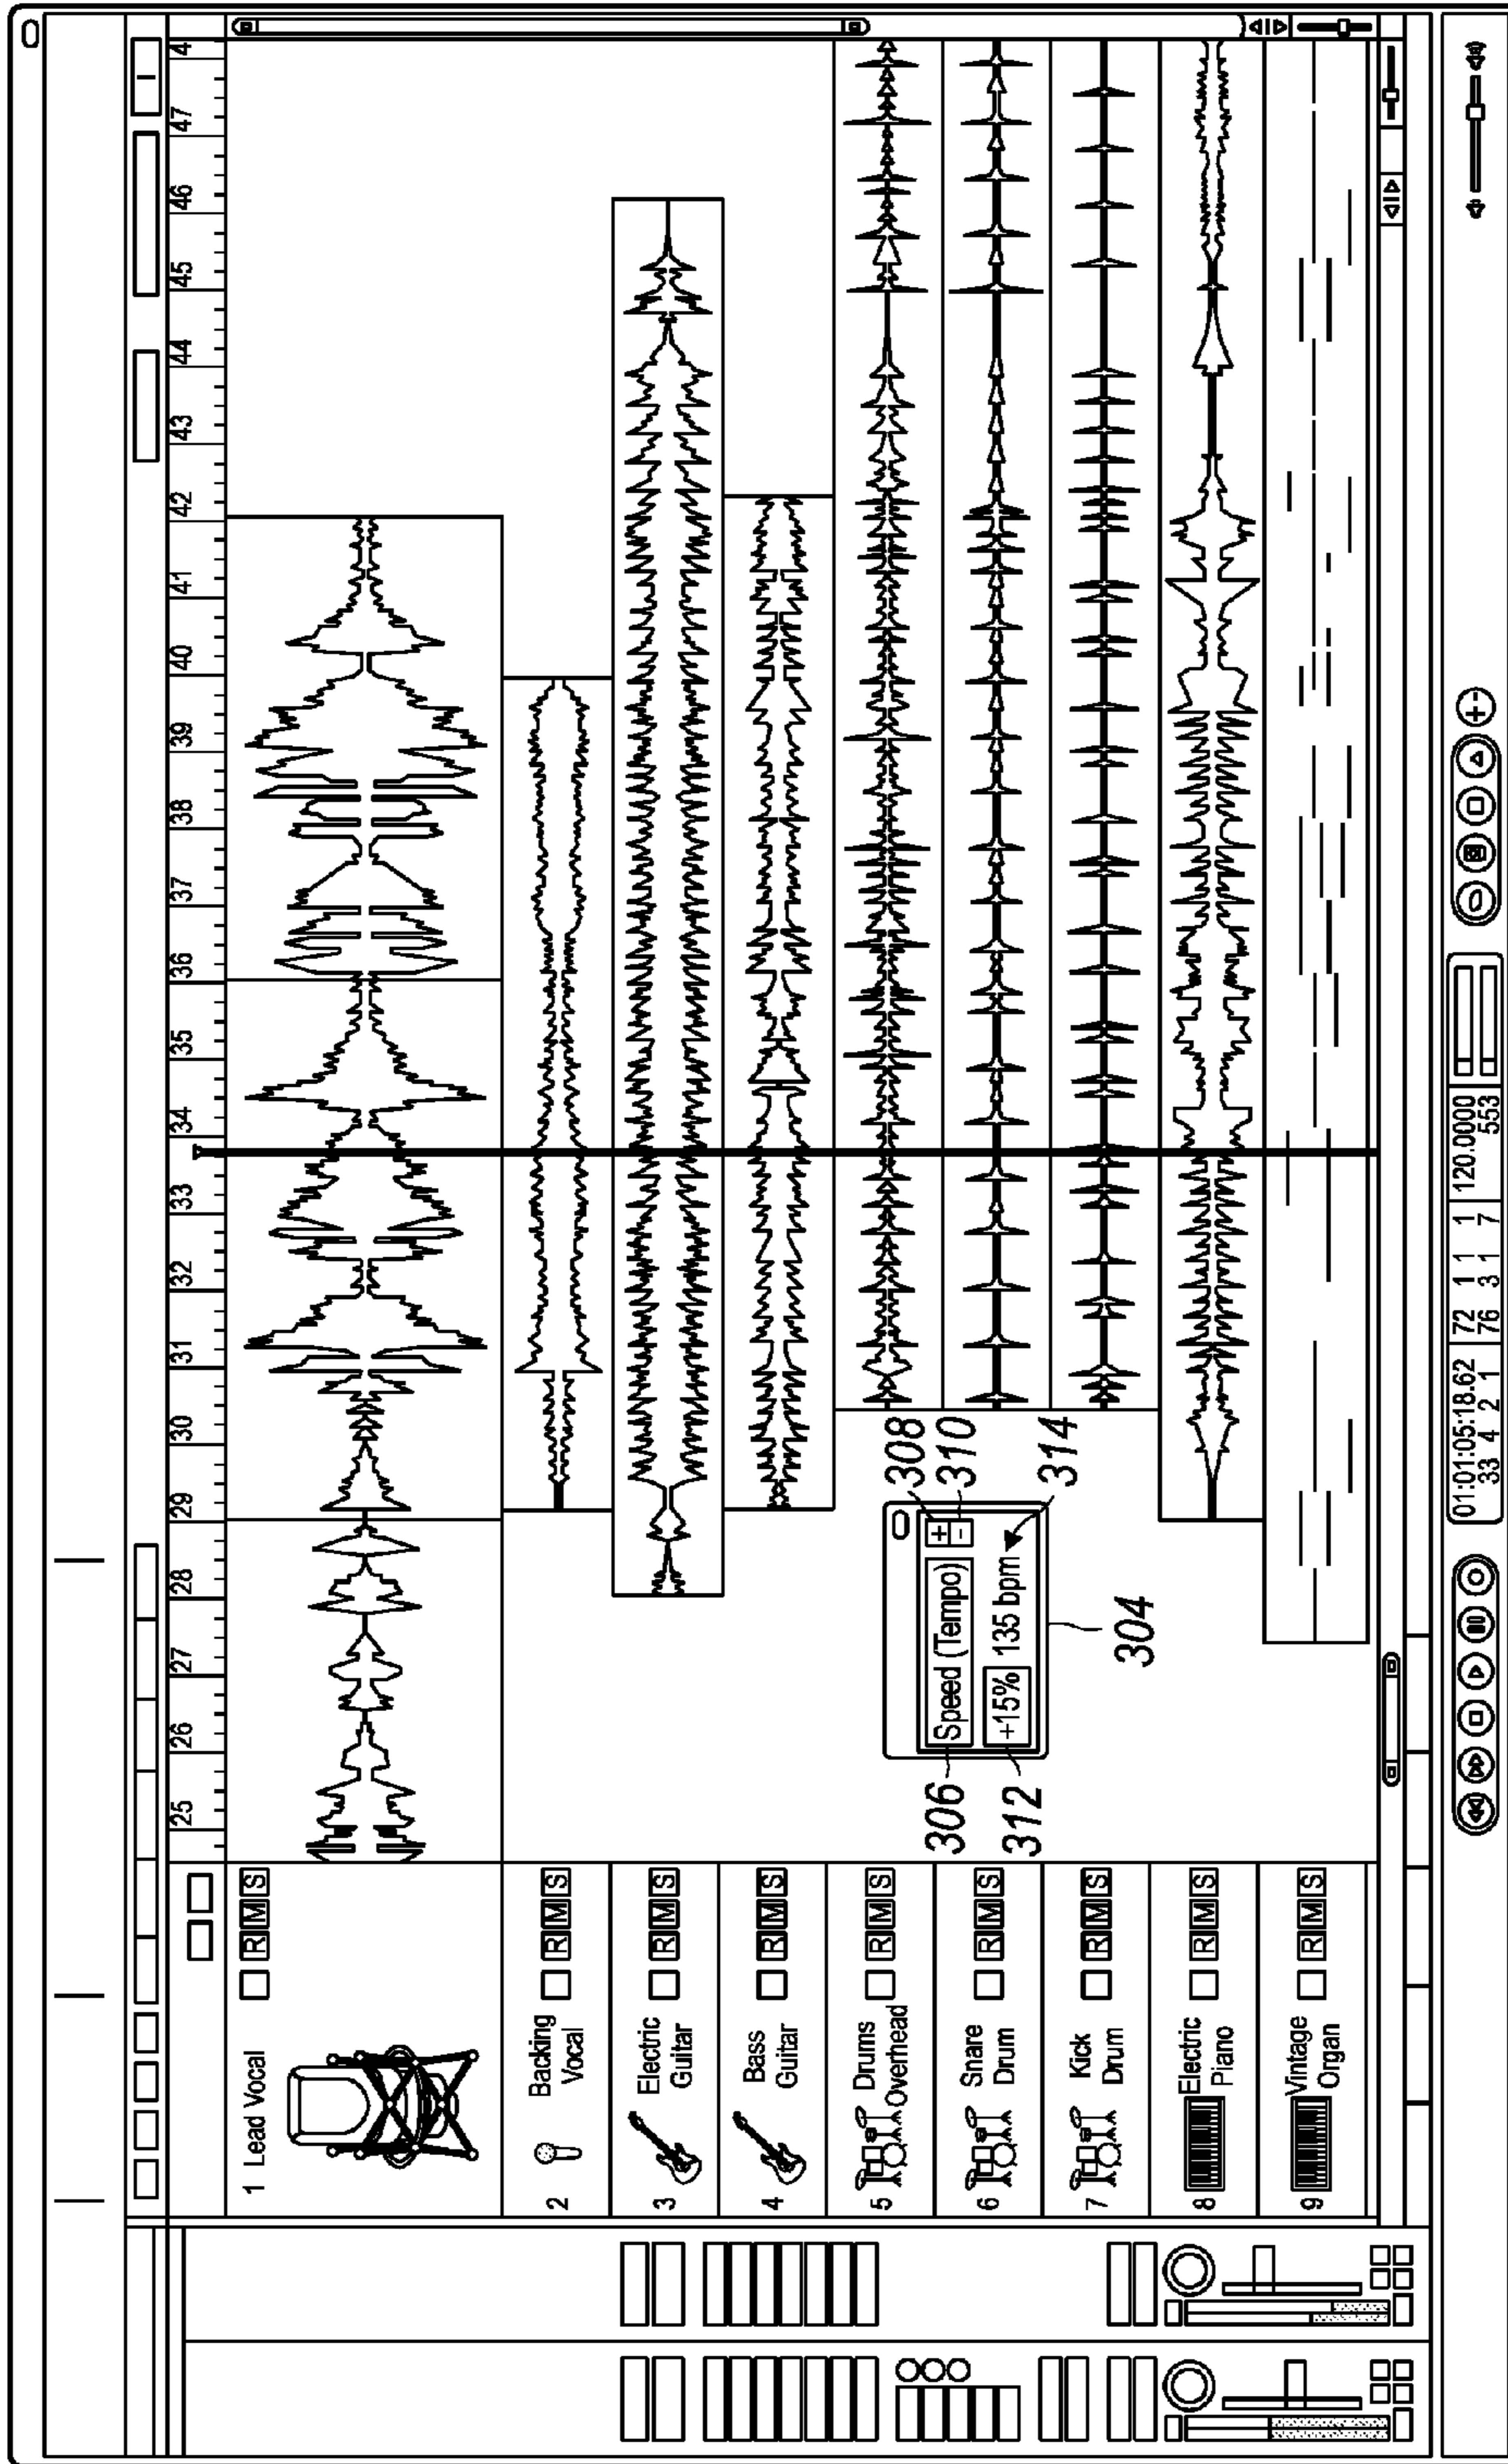 25 26 27 28 29 30 31 32 33 34 35 36 37 38 39 40 41 42 43 44 45 46 47 4
1 Lead Vocal R M S
2 Backing Vocal R M S
3 Electric Guitar R M S
4 Bass Guitar R M S
5 Drums Overhead R M S
6 Snare Drum R M S
7 Kick Drum R M S
8 Electric Piano R M S
9 Vintage Organ R M S
306
Speed (Tempo) + -
308
310
312
+15% 135 bpm
314
304
01:01:05:18.62 72 1 1 1 120.0000
33 4 2 1 76 3 1 7 553